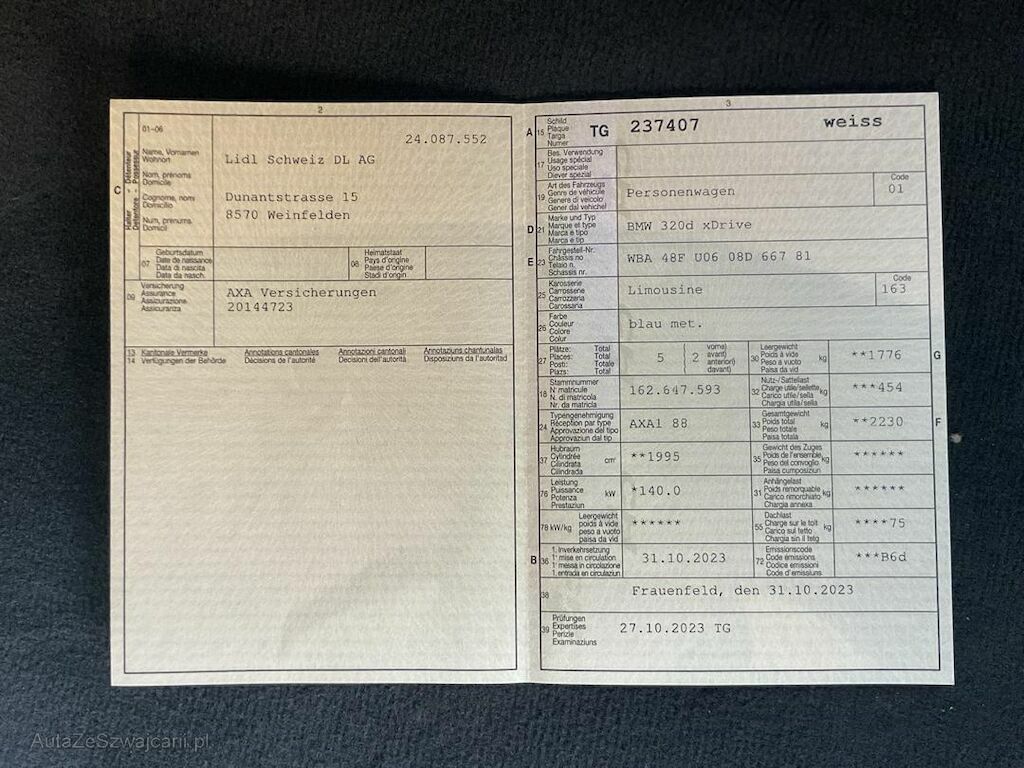 2
01-06
24.087.552
C
Halter - Détenteur
Detentore - Possessur
Name, Vornamen
Wohnort
Nom, prénoms
Domicile
Cognome, nomi
Domicilio
Num, prenums
Domicil
Lidl Schweiz DL AG
Dunantstrasse 15
8570 Weinfelden
07
Geburtsdatum
Date de naissance
Data di nascita
Data da nasch.
08
Heimatstaat
Pays d'origine
Paese d'origine
Stadi d'origin
09
Versicherung
Assurance
Assicurazione
Assicuranza
AXA Versicherungen
20144723
13 Kantonale Vermerke Annotations cantonales Annotazioni cantonali Annotaziuns chantunalas
14 Verfügungen der Behörde Décisions de l'autorité Decisioni dell'autorità Disposiziuns da l'autoritad
3
A 15
Schild
Plaque
Targa
Numer
TG 237407 weiss
17
Bes. Verwendung
Usage spécial
Uso speciale
Diever spezial
19
Art des Fahrzeugs
Genre de véhicule
Genere di veicolo
Gener dal vehichel
Personenwagen
Code
01
D 21
Marke und Typ
Marque et type
Marca e tipo
Marca e tip
BMW 320d xDrive
E 23
Fahrgestell-Nr.
Châssis no
Telaio n.
Schassis nr.
WBA 48F U06 08D 667 81
25
Karosserie
Carrosserie
Carrozzeria
Carossaria
Limousine
Code
163
26
Farbe
Couleur
Colore
Colur
blau met.
27
Plätze: Total
Places: Total
Posti: Totale
Plazs: Total
5
2
vorne)
avant)
anteriori)
davant)
30
Leergewicht
Poids à vide
Peso a vuoto
Paisa da vid
kg
**1776
G
18
Stammnummer
N° matricule
N. di matricola
Nr. da matricla
162.647.593
32
Nutz-/Sattellast
Charge utile/sellette
Carico utile/sella
Chargia utila/sella
kg
***454
24
Typengenehmigung
Réception par type
Approvazione del tipo
Approvaziun dal tip
AXA1 88
33
Gesamtgewicht
Poids total
Peso totale
Paisa totala
kg
**2230
F
37
Hubraum
Cylindrée
Cilindrata
Cilindrada
cm³
**1995
35
Gewicht des Zuges
Poids de l'ensemble
Peso del convoglio
Paisa cumposiziun
kg
******
76
Leistung
Puissance
Potenza
Prestaziun
kW
*140.0
31
Anhängelast
Poids remorquable
Carico rimorchiato
Chargia annexa
kg
******
78 kW/kg
Leergewicht
poids à vide
peso a vuoto
paisa da vid
******
55
Dachlast
Charge sur le toit
Carico sul tetto
Chargia sin il tetg
kg
****75
B 36
1. Inverkehrsetzung
1re mise en circulation
1a messa in circolazione
1. entrada en circulaziun
31.10.2023
72
Emissionscode
Code émissions
Codice emissioni
Code d'emissiuns
***B6d
38
Frauenfeld, den 31.10.2023
39
Prüfungen
Expertises
Perizie
Examinaziuns
27.10.2023 TG
AutaZeSzwajcarii.pl